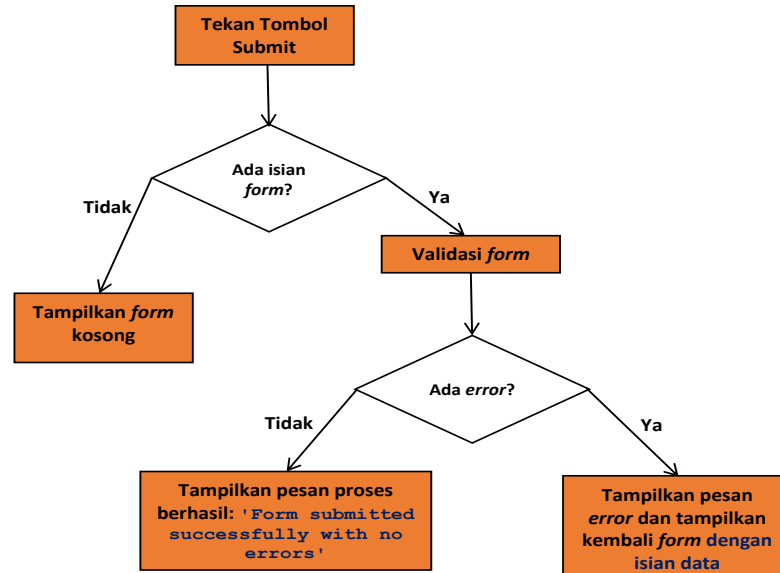 Tekan Tombol
Submit
Ada isian
form?
Tidak
Ya
Validasi form
Tampilkan form
kosong
Ada error?
Tidak
Ya
Tampilkan pesan proses
berhasil: 'Form submitted
successfully with no
errors'
Tampilkan pesan
error dan tampilkan
kembali form dengan
isian data